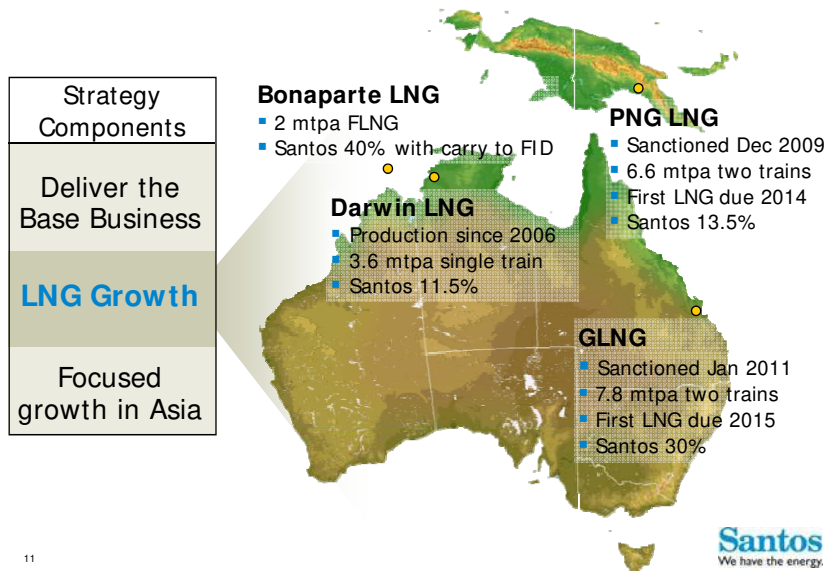 Strategy
Components
Deliver the
Base Business
LNG Growth
Focused
growth in Asia
Bonaparte LNG
2 mtpa FLNG
Santos 40% with carry to FID
Darwin LNG
Production since 2006
3.6 mtpa single train
Santos 11.5%
PNG LNG
Sanctioned Dec 2009
6.6 mtpa two trains
First LNG due 2014
Santos 13.5%
GLNG
Sanctioned Jan 2011
7.8 mtpa two trains
First LNG due 2015
Santos 30%
11
Santos
We have the energy.